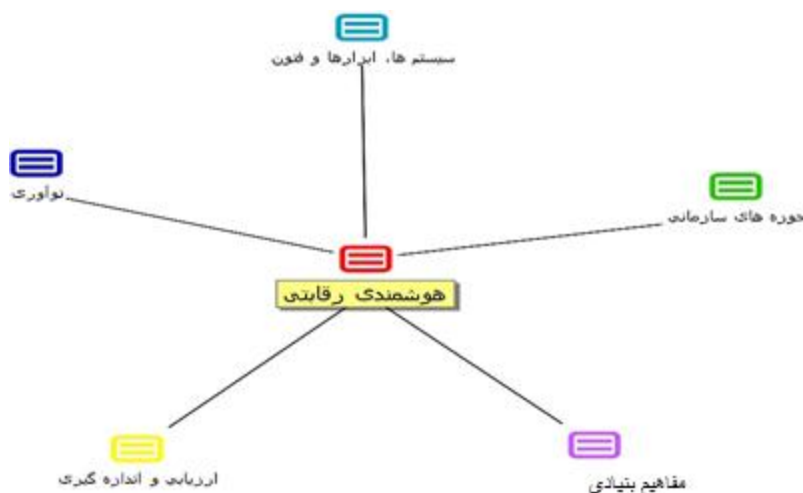 سیستم ها، ابزارها و فنون
نوآوری
حوزه های سازمانی
هوشمندی رقابتی
ارزیابی و اندازه گیری
مفاهیم بنیادی